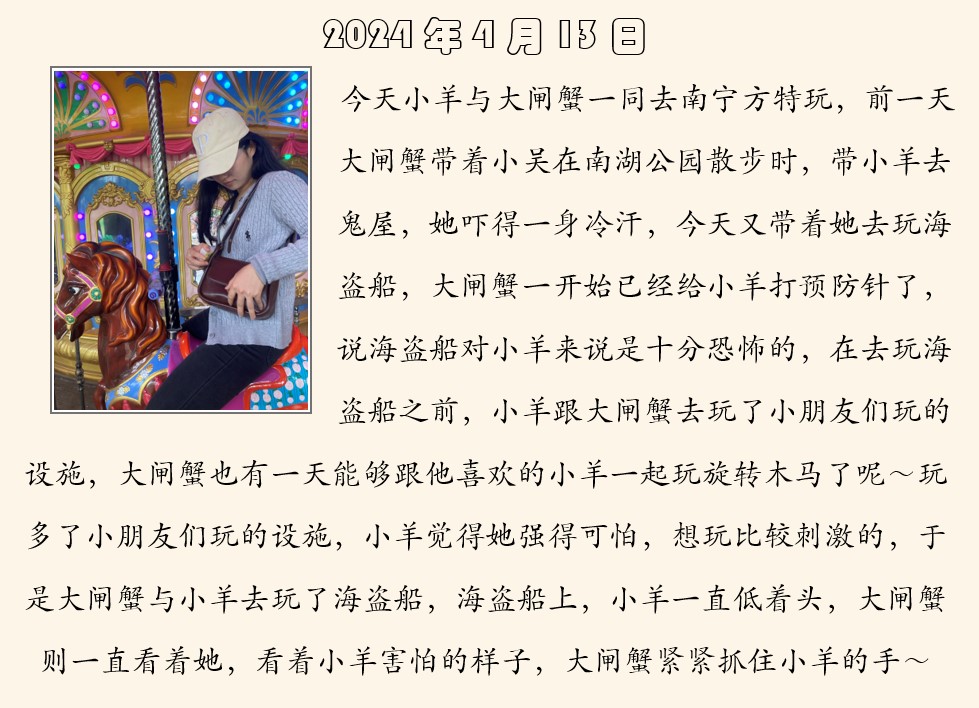 2024年4月13日
今天小羊与大闸蟹一同去南宁方特玩，前一天
大闸蟹带着小吴在南湖公园散步时，带小羊去
鬼屋，她吓得一身冷汗，今天又带着她去玩海
盗船，大闸蟹一开始已经给小羊打预防针了，
说海盗船对小羊来说是十分恐怖的，在去玩海
盗船之前，小羊跟大闸蟹去玩了小朋友们玩的
设施，大闸蟹也有一天能够跟他喜欢的小羊一起玩旋转木马了呢～玩
多了小朋友们玩的设施，小羊觉得她强得可怕，想玩比较刺激的，于
是大闸蟹与小羊去玩了海盗船，海盗船上，小羊一直低着头，大闸蟹
则一直看着她，看着小羊害怕的样子，大闸蟹紧紧抓住小羊的手～